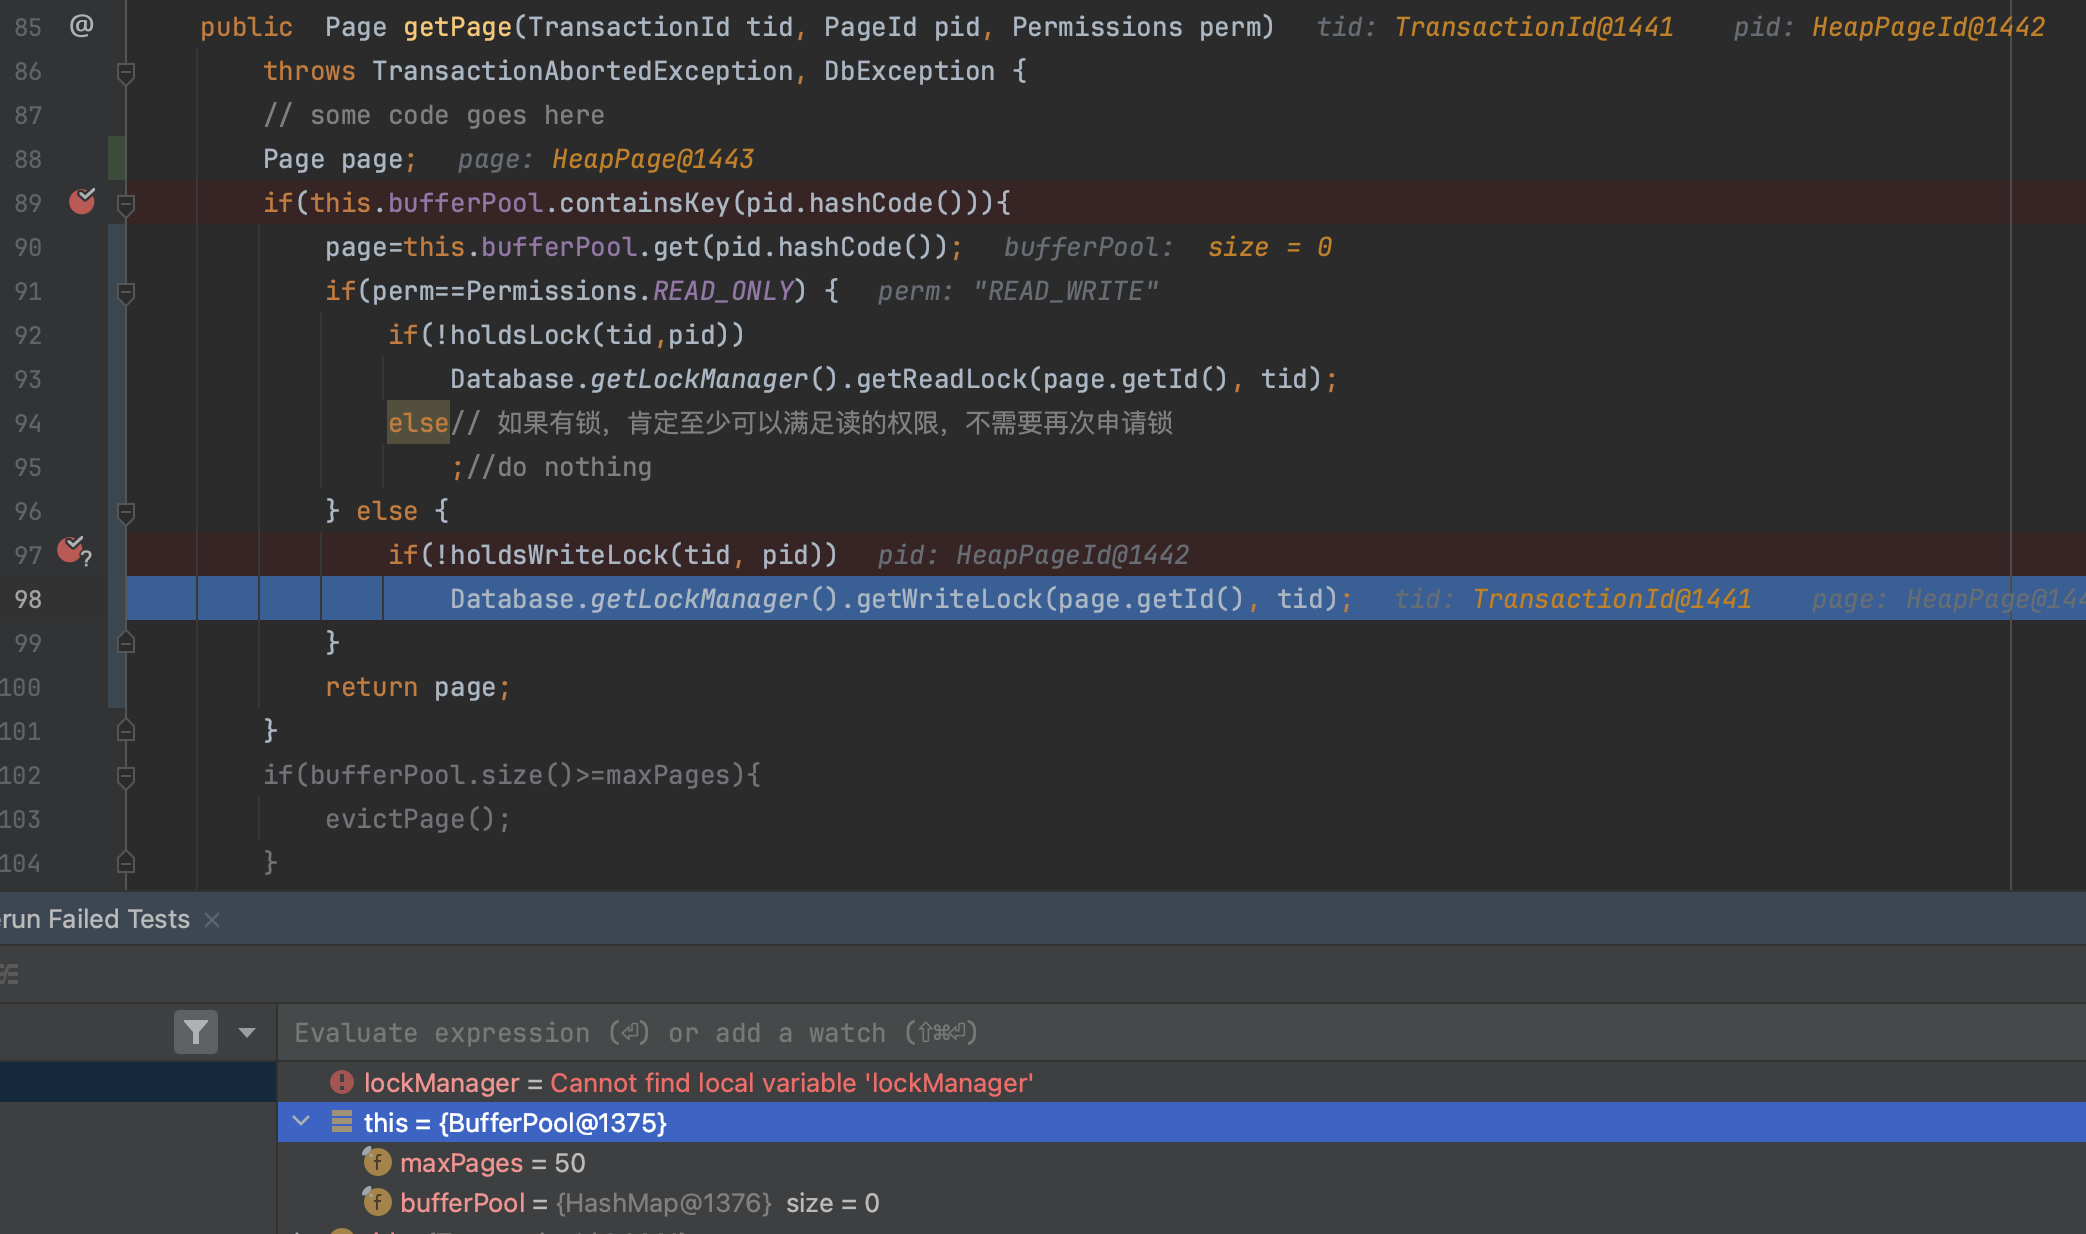 85 @ public Page getPage(TransactionId tid, PageId pid, Permissions perm) tid: TransactionId@1441 pid: HeapPageId@1442
86 throws TransactionAbortedException, DbException {
87 // some code goes here
88 Page page; page: HeapPage@1443
89 if(this.bufferPool.containsKey(pid.hashCode())){
90 page=this.bufferPool.get(pid.hashCode()); bufferPool: size = 0
91 if(perm==Permissions.READ_ONLY) { perm: "READ_WRITE"
92 if(!holdsLock(tid,pid))
93 Database.getLockManager().getReadLock(page.getId(), tid);
94 else// 如果有锁，肯定至少可以满足读的权限，不需要再次申请锁
95 ;//do nothing
96 } else {
97 if(!holdsWriteLock(tid, pid)) pid: HeapPageId@1442
98 Database.getLockManager().getWriteLock(page.getId(), tid); tid: TransactionId@1441 page: HeapPage@144
99 }
100 return page;
101 }
102 if(bufferPool.size()>=maxPages){
103 evictPage();
104 }
erun Failed Tests ×
Evaluate expression (⏎) or add a watch (⇧⌘⏎)
lockManager = Cannot find local variable 'lockManager'
this = {BufferPool@1375}
maxPages = 50
bufferPool = {HashMap@1376} size = 0